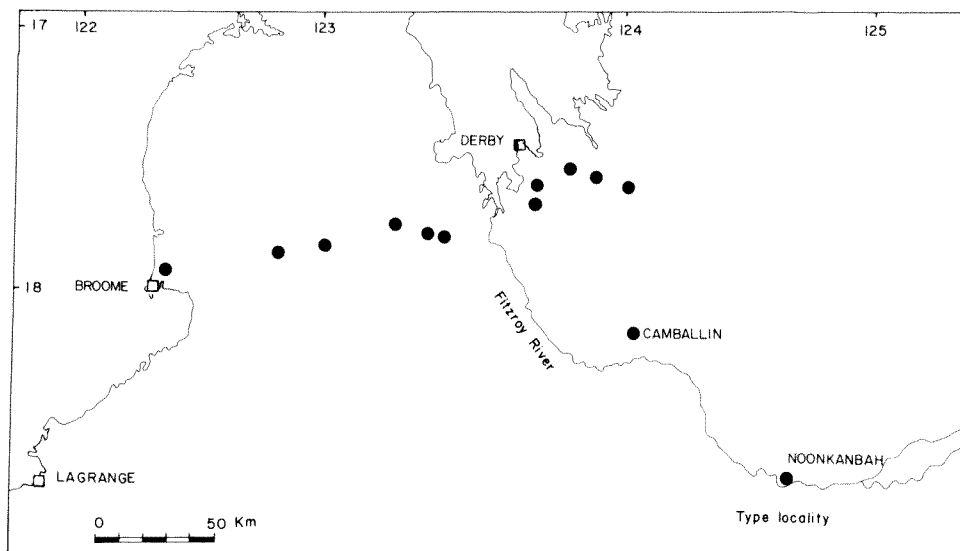 17
122
123
124
125
DERBY
18
BROOME
Fitzroy River
CAMBALLIN
NOONKANBAH
LAGRANGE
0 50 Km
Type locality